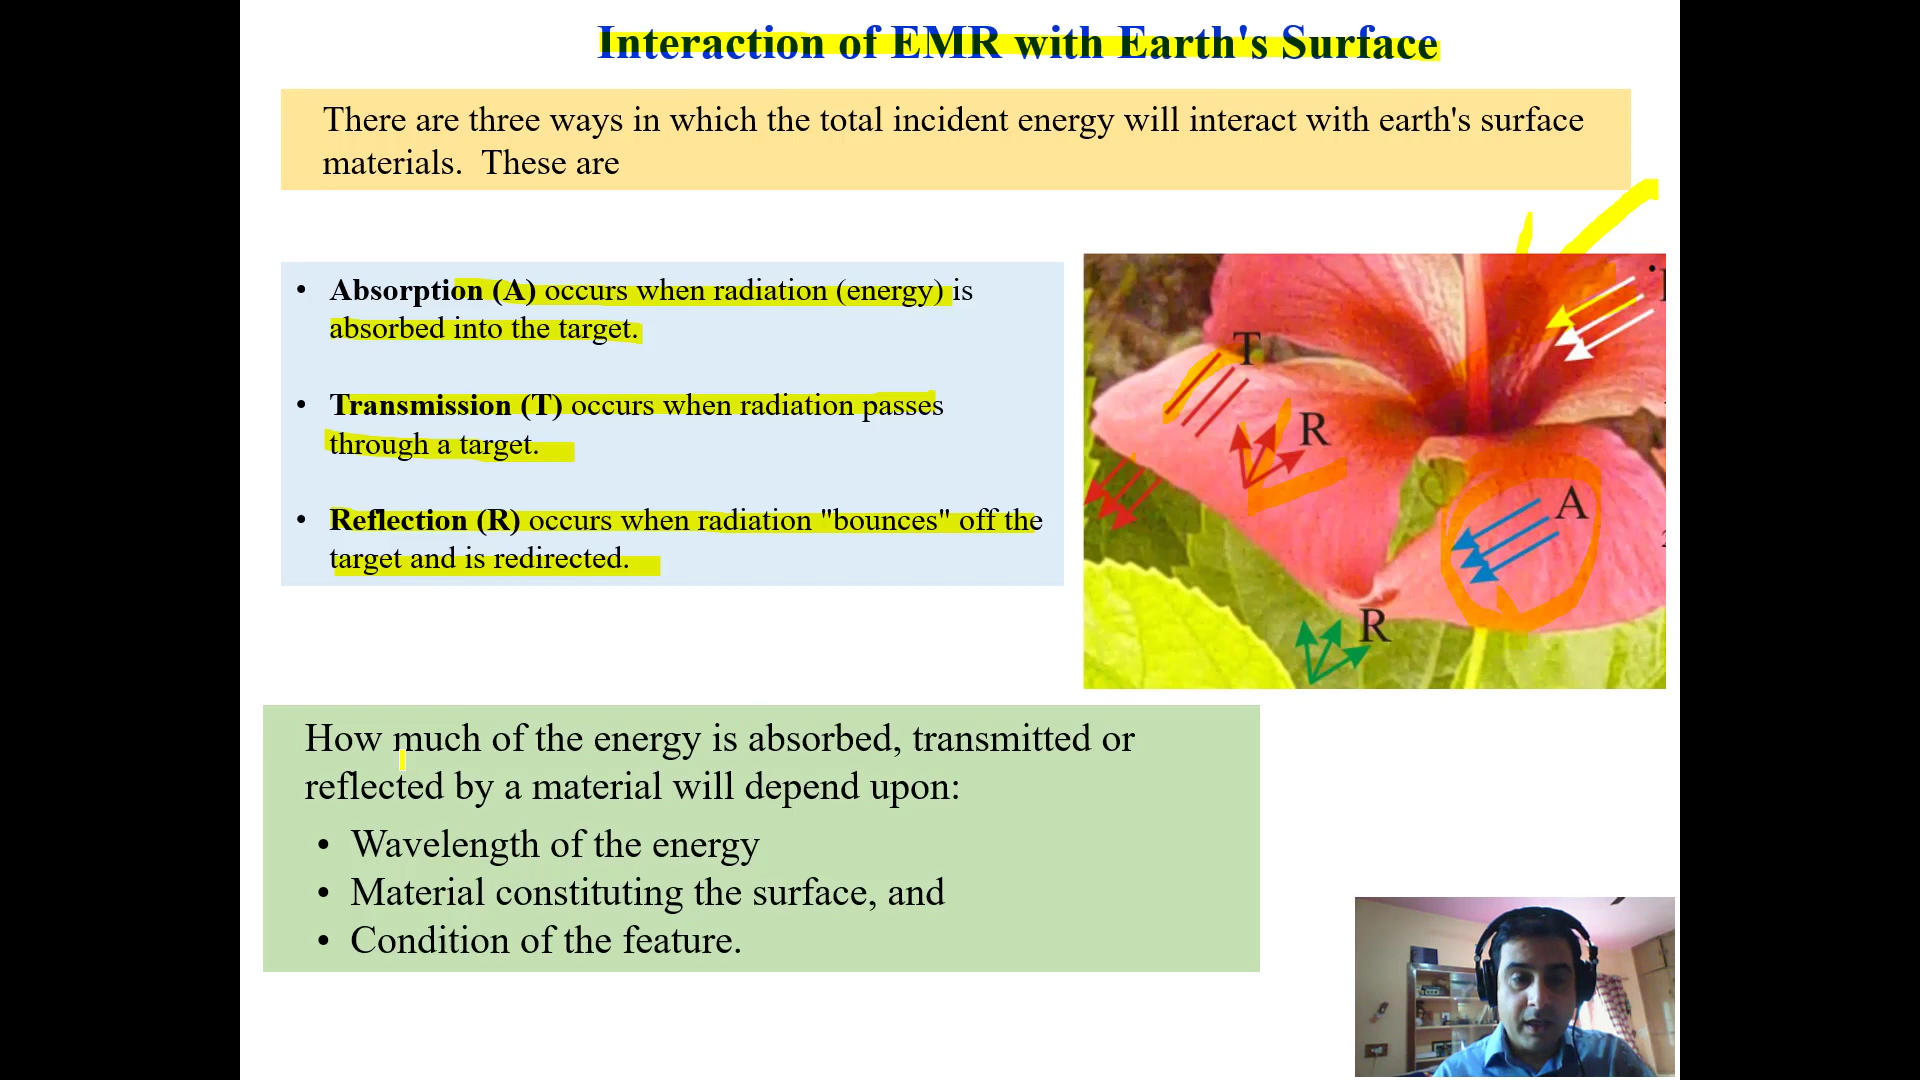 Interaction of EMR with Earth's Surface
There are three ways in which the total incident energy will interact with earth's surface
materials. These are
• Absorption (A) occurs when radiation (energy) is
absorbed into the target.
• Transmission (T) occurs when radiation passes
through a target.
• Reflection (R) occurs when radiation "bounces" off the
target and is redirected.
T
R
A
R
How much of the energy is absorbed, transmitted or
reflected by a material will depend upon:
• Wavelength of the energy
• Material constituting the surface, and
• Condition of the feature.